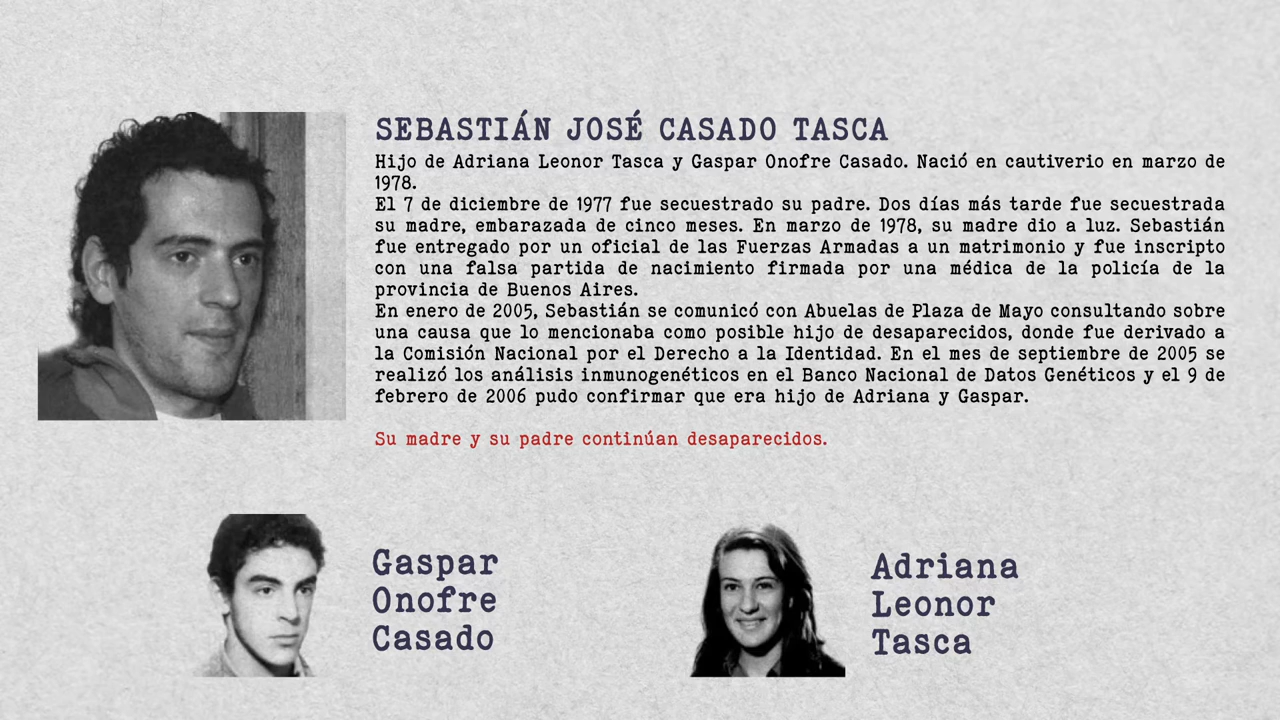 SEBASTIÁN JOSÉ CASADO TASCA
Hijo de Adriana Leonor Tasca y Gaspar Onofre Casado. Nació en cautiverio en marzo de
1978.
El 7 de diciembre de 1977 fue secuestrado su padre. Dos días más tarde fue secuestrada
su madre, embarazada de cinco meses. En marzo de 1978, su madre dio a luz. Sebastián
fue entregado por un oficial de las Fuerzas Armadas a un matrimonio y fue inscripto
con una falsa partida de nacimiento firmada por una médica de la policía de la
provincia de Buenos Aires.
En enero de 2005, Sebastián se comunicó con Abuelas de Plaza de Mayo consultando sobre
una causa que lo mencionaba como posible hijo de desaparecidos, donde fue derivado a
la Comisión Nacional por el Derecho a la Identidad. En el mes de septiembre de 2005 se
realizó los análisis inmunogenéticos en el Banco Nacional de Datos Genéticos y el 9 de
febrero de 2006 pudo confirmar que era hijo de Adriana y Gaspar.
Su madre y su padre continúan desaparecidos.
Gaspar
Onofre
Casado
Adriana
Leonor
Tasca